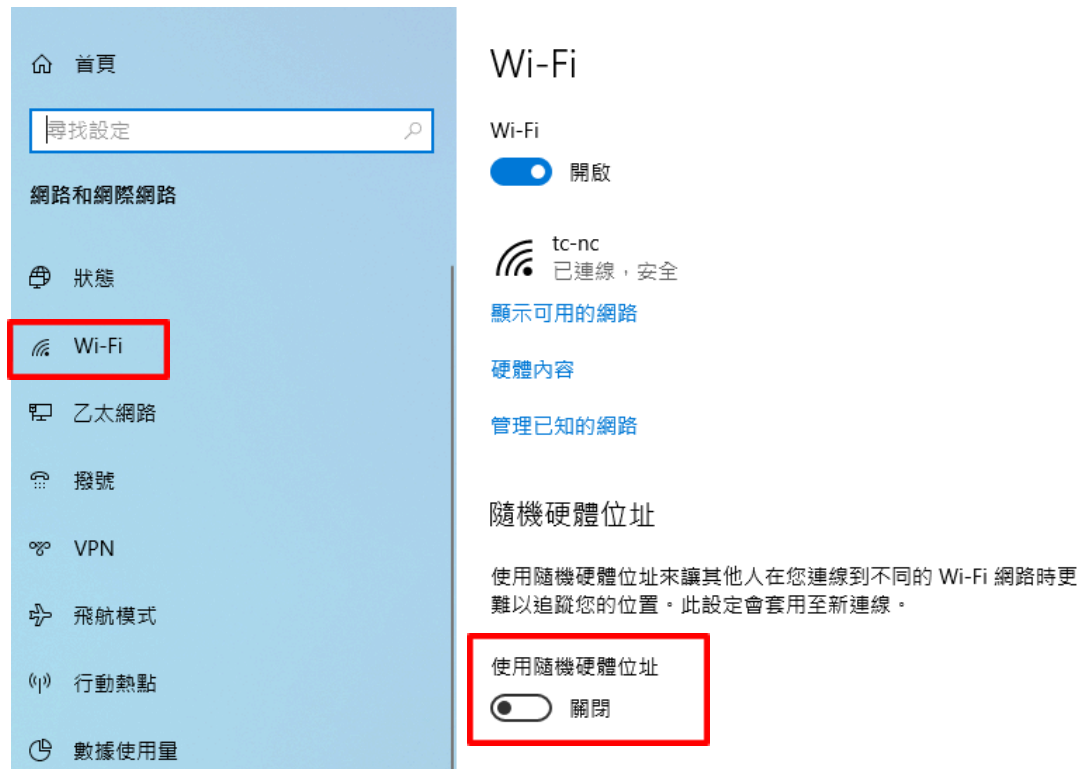 首頁
尋找設定
網路和網際網路
狀態
Wi-Fi
乙太網路
撥號
VPN
飛航模式
行動熱點
數據使用量
Wi-Fi
Wi-Fi
開啟
tc-nc
已連線，安全
顯示可用的網路
硬體內容
管理已知的網路
隨機硬體位址
使用隨機硬體位址來讓其他人在您連線到不同的 Wi-Fi 網路時更
難以追蹤您的位置。此設定會套用至新連線。
使用隨機硬體位址
關閉